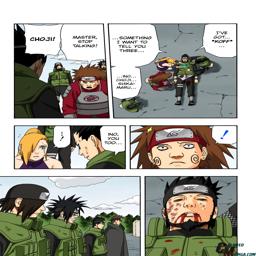 I'VE
GOT...
*KOFF*
...
...SOMETHING
I WANT TO
TELL YOU
THREE...
...INO...
CHOJI...
SHIKA-
MARU...
MASTER,
STOP
TALKING!
CHOJI!
!
INO,
YOU
TOO...
...